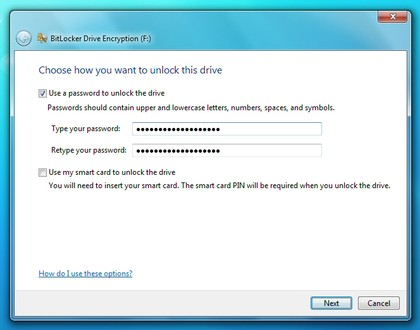 BitLocker Drive Encryption (F:)
Choose how you want to unlock this drive
Use a password to unlock the drive
Passwords should contain upper and lowercase letters, numbers, spaces, and symbols.
Type your password: ●●●●●●●●●●●●●●●●●●●
Retype your password: ●●●●●●●●●●●●●●●●●●●
Use my smart card to unlock the drive
You will need to insert your smart card. The smart card PIN will be required when you unlock the drive.
How do I use these options?
Next Cancel